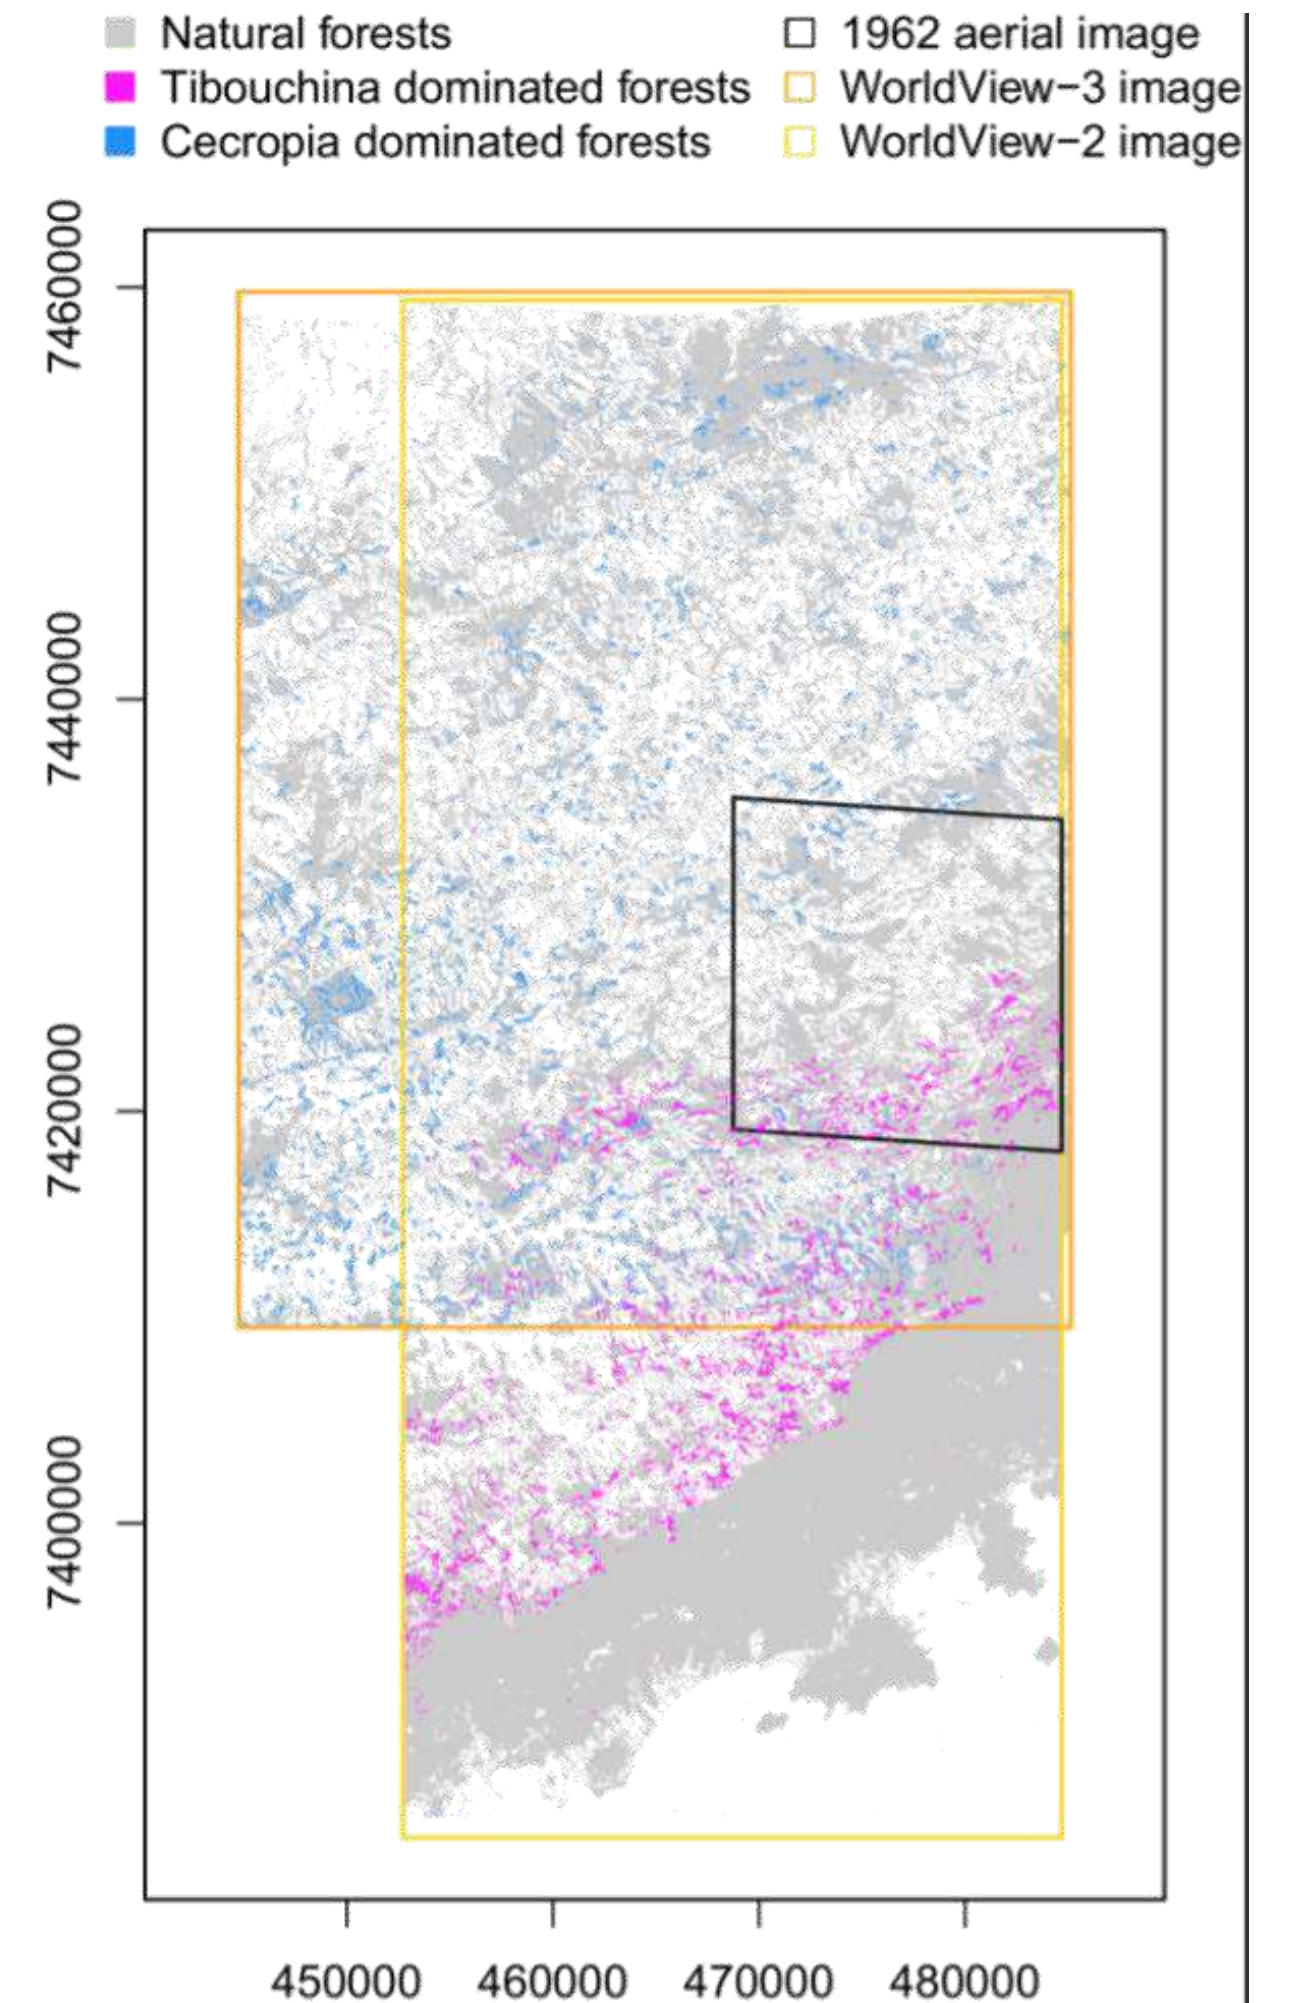 Natural forests
Tibouchina dominated forests
Cecropia dominated forests
1962 aerial image
WorldView−3 image
WorldView−2 image
7460000
7440000
7420000
7400000
450000 460000 470000 480000